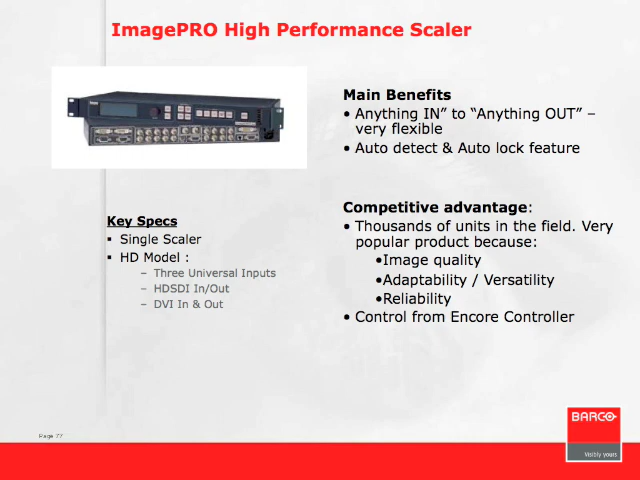 ImagePRO High Performance Scaler
Main Benefits
• Anything IN” to “Anything OUT” –
very flexible
• Auto detect & Auto lock feature
Competitive advantage:
• Thousands of units in the field. Very
popular product because:
•Image quality
•Adaptability / Versatility
•Reliability
• Control from Encore Controller
Key Specs
▪ Single Scaler
▪ HD Model :
– Three Universal Inputs
– HDSDI In/Out
– DVI In & Out
Page 77
BARCO
Visibly yours